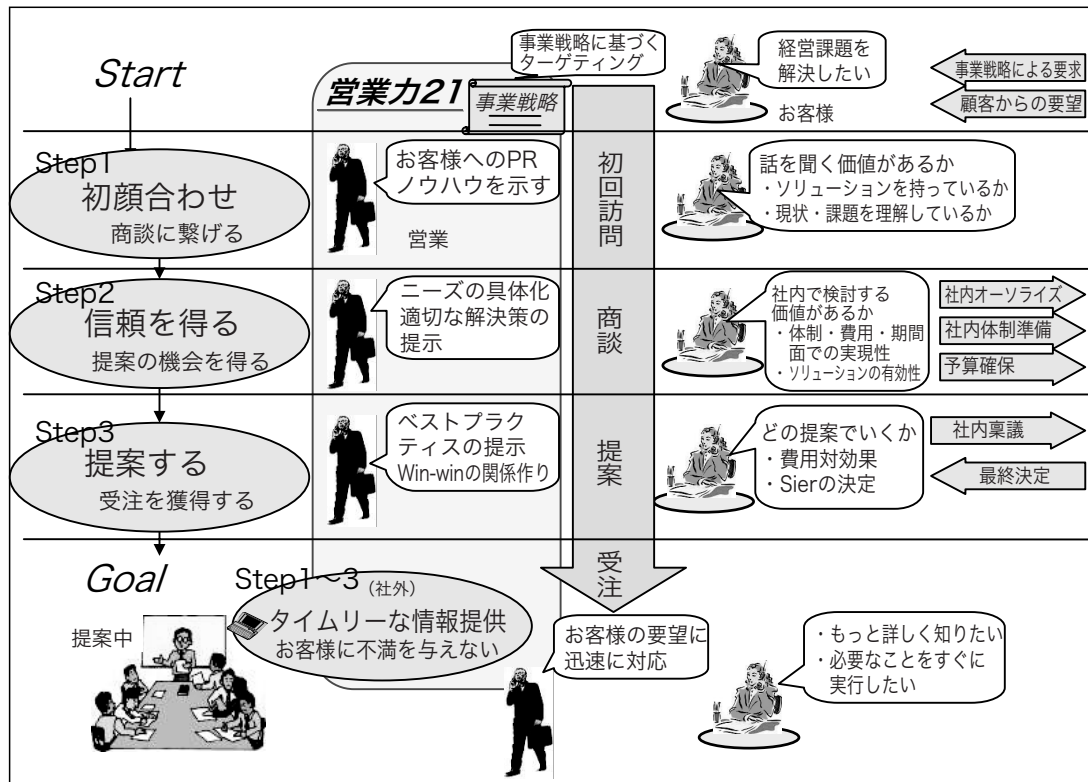 Start
営業力21
事業戦略
事業戦略に基づく
ターゲティング
経営課題を
解決したい
お客様
事業戦略による要求
顧客からの要望
Step1
初顔合わせ
商談に繋げる
お客様へのPR
ノウハウを示す
営業
初回訪問
話を聞く価値があるか
・ソリューションを持っているか
・現状・課題を理解しているか
Step2
信頼を得る
提案の機会を得る
ニーズの具体化
適切な解決策の
提示
商談
社内で検討する
価値があるか
・体制・費用・期間
面での実現性
・ソリューションの有効性
社内オーソライズ
社内体制準備
予算確保
Step3
提案する
受注を獲得する
ベストプラク
ティスの提示
Win-winの関係作り
提案
どの提案でいくか
・費用対効果
・Sierの決定
社内稟議
最終決定
Goal
提案中
Step1～3（社外）
タイムリーな情報提供
お客様に不満を与えない
受注
お客様の要望に
迅速に対応
・もっと詳しく知りたい
・必要なことをすぐに
実行したい